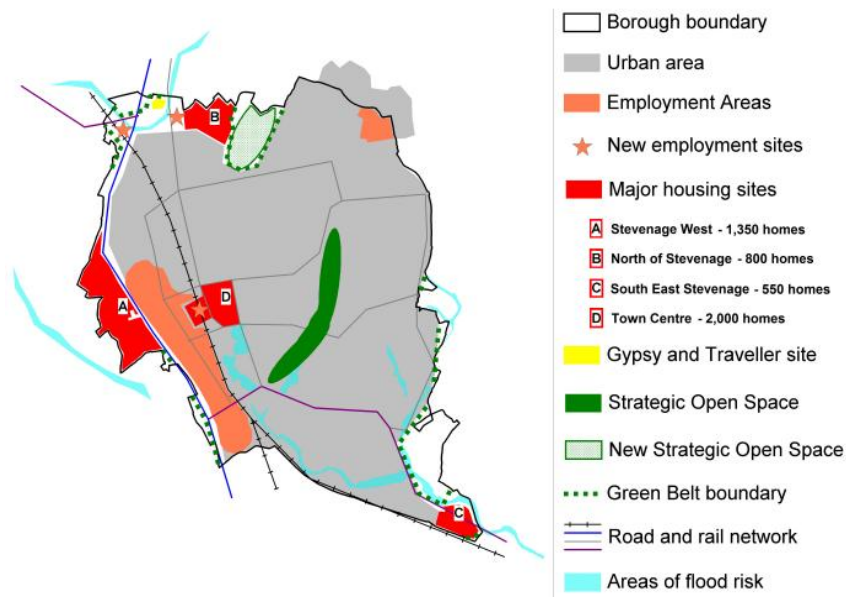 Borough boundary
Urban area
Employment Areas
New employment sites
Major housing sites
A Stevenage West - 1,350 homes
B North of Stevenage - 800 homes
C South East Stevenage - 550 homes
D Town Centre - 2,000 homes
Gypsy and Traveller site
Strategic Open Space
New Strategic Open Space
Green Belt boundary
Road and rail network
Areas of flood risk
B
D
A
C